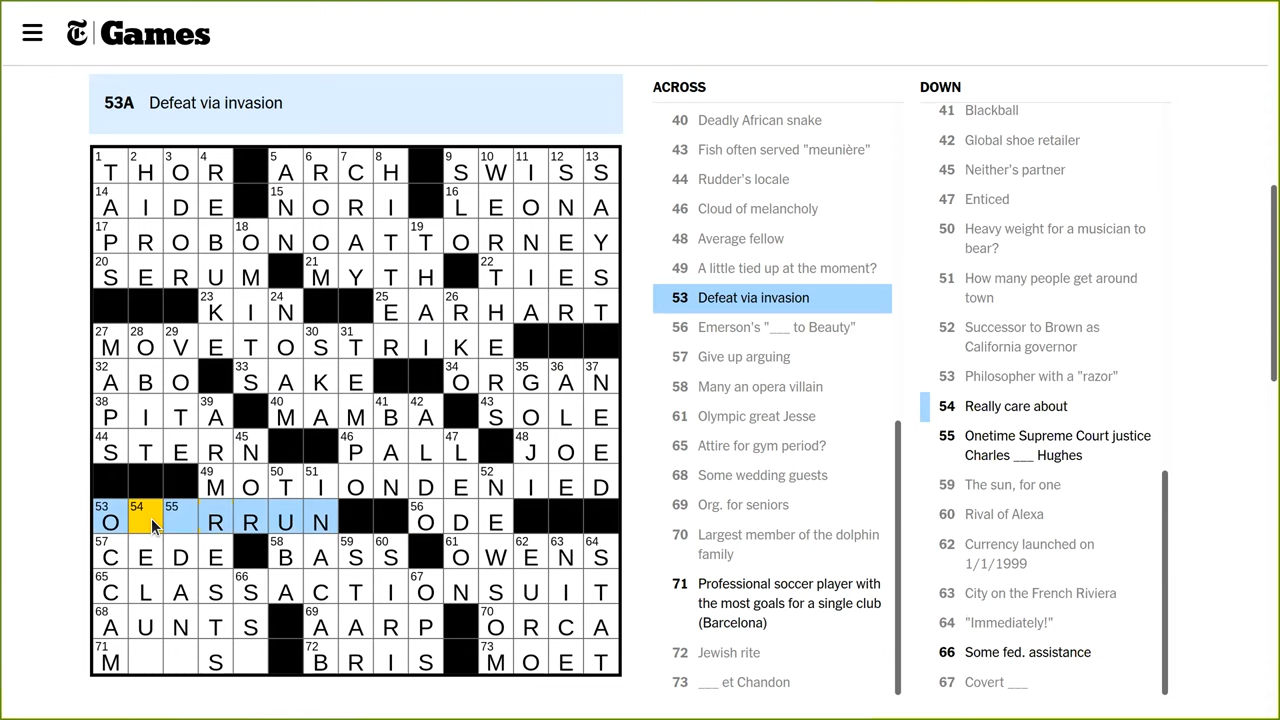 Games
53A Defeat via invasion
ACROSS
40 Deadly African snake
43 Fish often served "meunière"
44 Rudder's locale
46 Cloud of melancholy
48 Average fellow
49 A little tied up at the moment?
53 Defeat via invasion
56 Emerson's "___ to Beauty"
57 Give up arguing
58 Many an opera villain
61 Olympic great Jesse
65 Attire for gym period?
68 Some wedding guests
69 Org. for seniors
70 Largest member of the dolphin
family
71 Professional soccer player with
the most goals for a single club
(Barcelona)
72 Jewish rite
73 ___ et Chandon
DOWN
41 Blackball
42 Global shoe retailer
45 Neither's partner
47 Enticed
50 Heavy weight for a musician to
bear?
51 How many people get around
town
52 Successor to Brown as
California governor
53 Philosopher with a "razor"
54 Really care about
55 Onetime Supreme Court justice
Charles ___ Hughes
59 The sun, for one
60 Rival of Alexa
62 Currency launched on
1/1/1999
63 City on the French Riviera
64 "Immediately!"
66 Some fed. assistance
67 Covert ___
1 2 3 4 5 6 7 8 9 10 11 12 13
T H O R A R C H S W I S S
14 15 16
A I D E N O R I L E O N A
17 18 19
P R O B O N O A T T O R N E Y
20 21 22
S E R U M M Y T H T I E S
23 24 25 26
K I N E A R H A R T
27 28 29 30 31
M O V E T O S T R I K E
32 33 34 35 36 37
A B O S A K E O R G A N
38 39 40 41 42 43
P I T A M A M B A S O L E
44 45 46 47 48
S T E R N P A L L J O E
49 50 51 52
M O T I O N D E N I E D
53 54 55 56
O R R U N O D E
57 58 59 60 61 62 63 64
C E D E B A S S O W E N S
65 66 67
C L A S S A C T I O N S U I T
68 69 70
A U N T S A A R P O R C A
71 72 73
M S B R I S M O E T